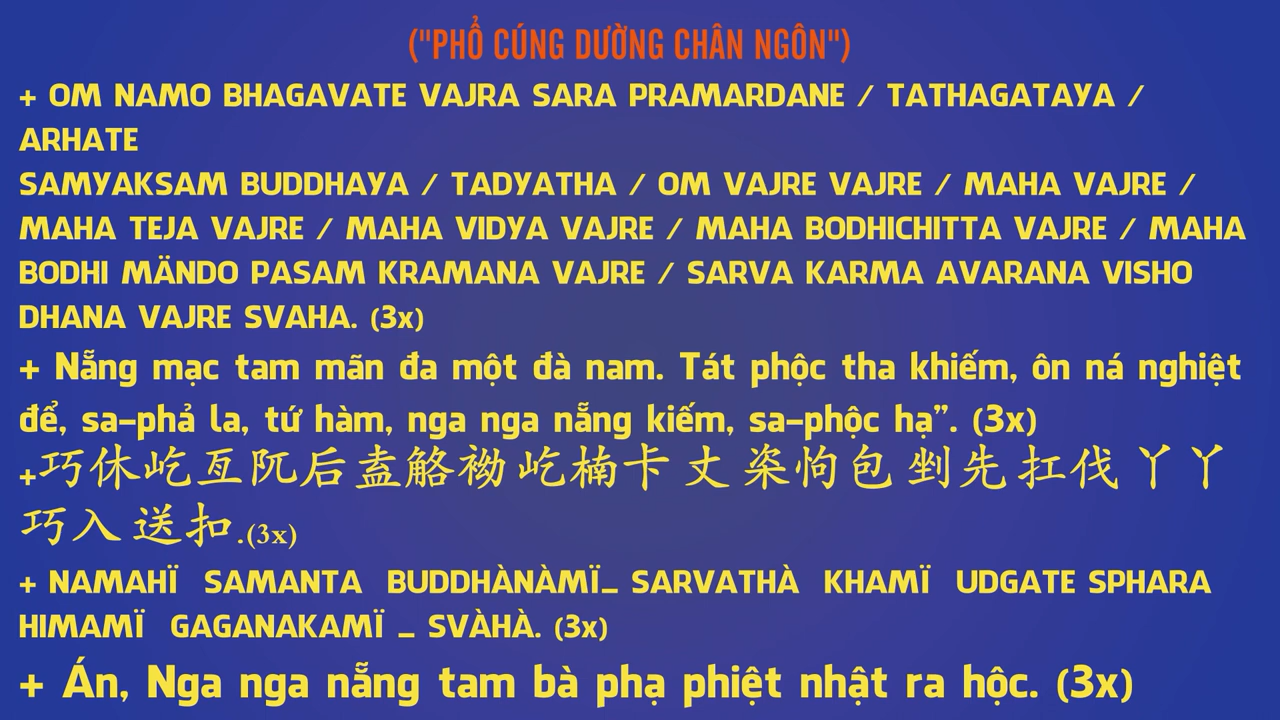 ("PHỔ CÚNG DƯỜNG CHÂN NGÔN")
+ OM NAMO BHAGAVATE VAJRA SARA PRAMARDANE / TATHAGATAYA /
ARHATE
SAMYAKSAM BUDDHAYA / TADYATHA / OM VAJRE VAJRE / MAHA VAJRE /
MAHA TEJA VAJRE / MAHA VIDYA VAJRE / MAHA BODHICHITTA VAJRE / MAHA
BODHI MÄNDO PASAM KRAMANA VAJRE / SARVA KARMA AVARANA VISHO
DHANA VAJRE SVAHA. (3x)
+ Nẵng mạc tam mãn đa một đà nam. Tát phộc tha khiếm, ôn ná nghiệt
để, sa-phả la, tứ hàm, nga nga nẵng kiếm, sa-phộc hạ”. (3x)
+巧休屹亙阢后盍觡袎屹楠卡丈粊怐包剉先扛伐丫丫
巧入送扣.(3x)
+ NAMAHÏ SAMANTA BUDDHÀNÀMÏ_ SARVATHÀ KHAMÏ UDGATE SPHARA
HIMAMÏ GAGANAKAMÏ _ SVÀHÀ. (3x)
+ Án, Nga nga nẵng tam bà phạ phiệt nhật ra hộc. (3x)